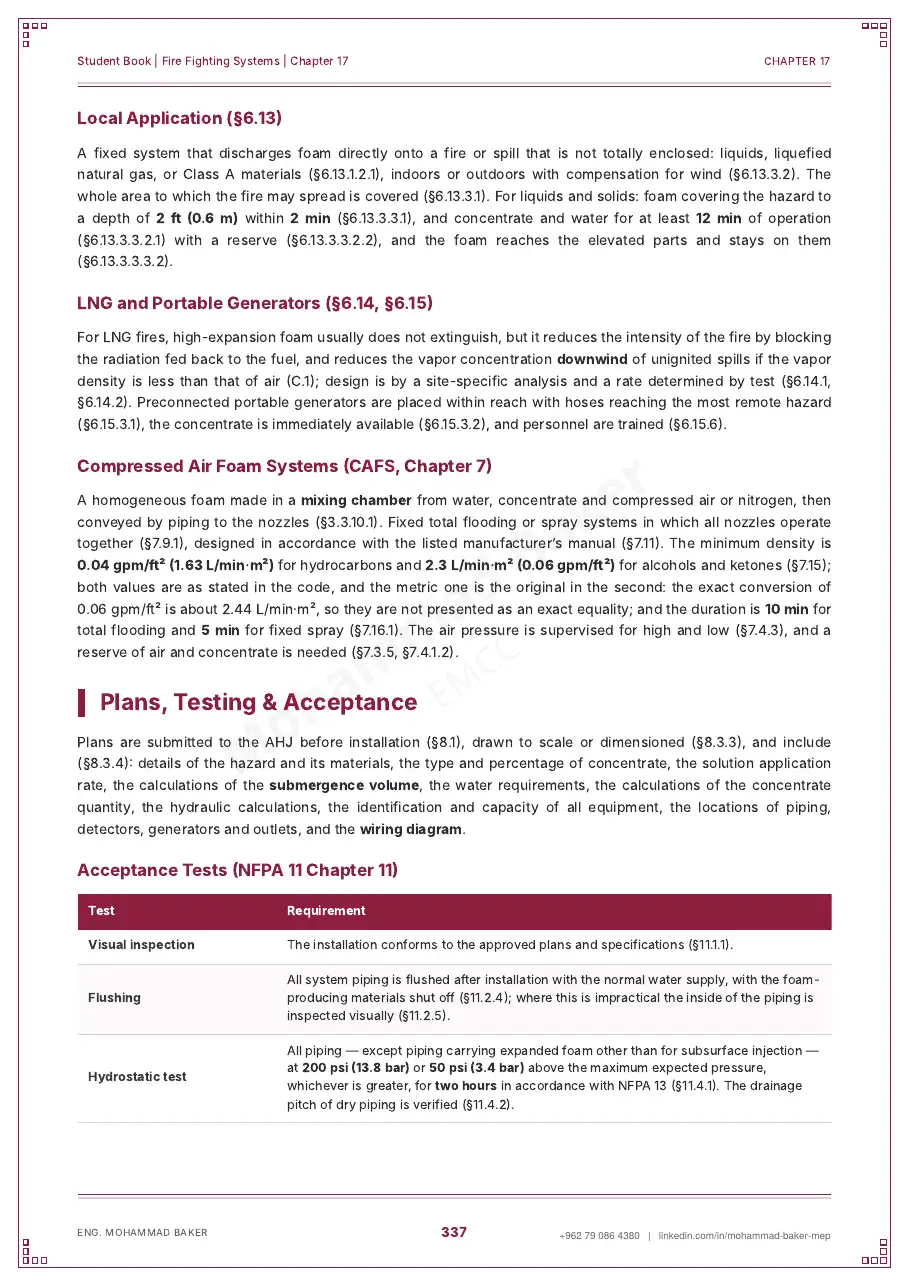 Student Book | Fire Fighting Systems | Chapter 17
CHAPTER 17
Local Application (§6.13)
A fixed system that discharges foam directly onto a fire or spill that is not totally enclosed: liquids, liquefied
natural gas, or Class A materials (§6.13.1.2.1), indoors or outdoors with compensation for wind (§6.13.3.2). The
whole area to which the fire may spread is covered (§6.13.3.1). For liquids and solids: foam covering the hazard to
a depth of 2 ft (0.6 m) within 2 min (§6.13.3.3.1), and concentrate and water for at least 12 min of operation
(§6.13.3.3.2.1) with a reserve (§6.13.3.3.2.2), and the foam reaches the elevated parts and stays on them
(§6.13.3.3.3.2).
LNG and Portable Generators (§6.14, §6.15)
For LNG fires, high-expansion foam usually does not extinguish, but it reduces the intensity of the fire by blocking
the radiation fed back to the fuel, and reduces the vapor concentration downwind of unignited spills if the vapor
density is less than that of air (C.1); design is by a site-specific analysis and a rate determined by test (§6.14.1,
§6.14.2). Preconnected portable generators are placed within reach with hoses reaching the most remote hazard
(§6.15.3.1), the concentrate is immediately available (§6.15.3.2), and personnel are trained (§6.15.6).
Compressed Air Foam Systems (CAFS, Chapter 7)
A homogeneous foam made in a mixing chamber from water, concentrate and compressed air or nitrogen, then
conveyed by piping to the nozzles (§3.3.10.1). Fixed total flooding or spray systems in which all nozzles operate
together (§7.9.1), designed in accordance with the listed manufacturer’s manual (§7.11). The minimum density is
0.04 gpm/ft² (1.63 L/min·m²) for hydrocarbons and 2.3 L/min·m² (0.06 gpm/ft²) for alcohols and ketones (§7.15);
both values are as stated in the code, and the metric one is the original in the second: the exact conversion of
0.06 gpm/ft² is about 2.44 L/min·m², so they are not presented as an exact equality; and the duration is 10 min for
total flooding and 5 min for fixed spray (§7.16.1). The air pressure is supervised for high and low (§7.4.3), and a
reserve of air and concentrate is needed (§7.3.5, §7.4.1.2).
Mohammad Baker
EMCC
Plans, Testing & Acceptance
Plans are submitted to the AHJ before installation (§8.1), drawn to scale or dimensioned (§8.3.3), and include
(§8.3.4): details of the hazard and its materials, the type and percentage of concentrate, the solution application
rate, the calculations of the submergence volume, the water requirements, the calculations of the concentrate
quantity, the hydraulic calculations, the identification and capacity of all equipment, the locations of piping,
detectors, generators and outlets, and the wiring diagram.
Acceptance Tests (NFPA 11 Chapter 11)
Test Requirement
Visual inspection The installation conforms to the approved plans and specifications (§11.1.1).
All system piping is flushed after installation with the normal water supply, with the foam-
Flushing producing materials shut off (§11.2.4); where this is impractical the inside of the piping is
inspected visually (§11.2.5).
All piping — except piping carrying expanded foam other than for subsurface injection —
at 200 psi (13.8 bar) or 50 psi (3.4 bar) above the maximum expected pressure,
Hydrostatic test whichever is greater, for two hours in accordance with NFPA 13 (§11.4.1). The drainage
pitch of dry piping is verified (§11.4.2).
ENG. MOHAMMAD BAKER
337
+962 79 086 4380 | linkedin.com/in/mohammad-baker-mep